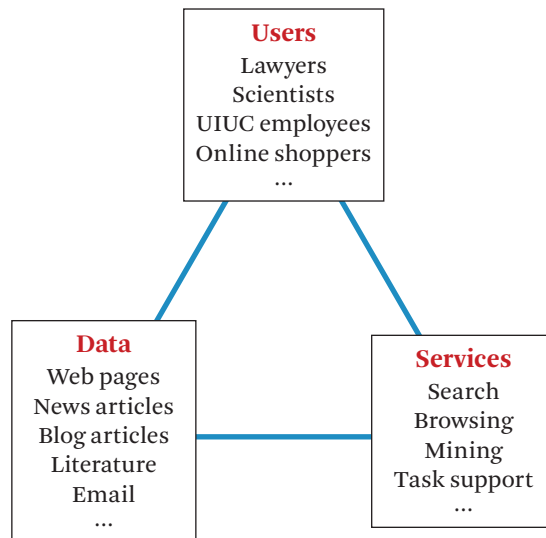 Users
Lawyers
Scientists
UIUC employees
Online shoppers
...
Data
Web pages
News articles
Blog articles
Literature
Email
...
Services
Search
Browsing
Mining
Task support
...